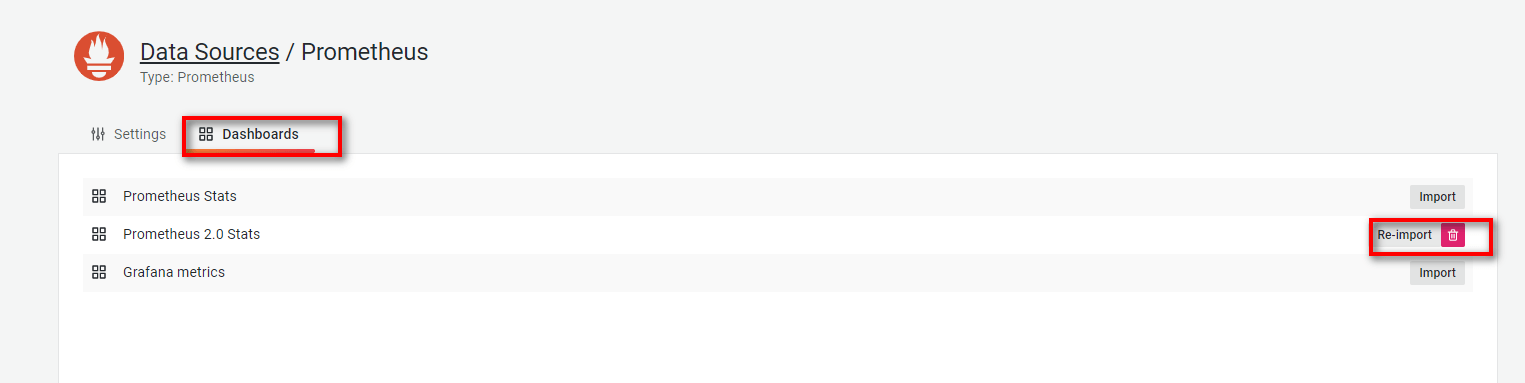 Data Sources / Prometheus
Type: Prometheus
Settings Dashboards
Prometheus Stats Import
Prometheus 2.0 Stats Re-import
Grafana metrics Import